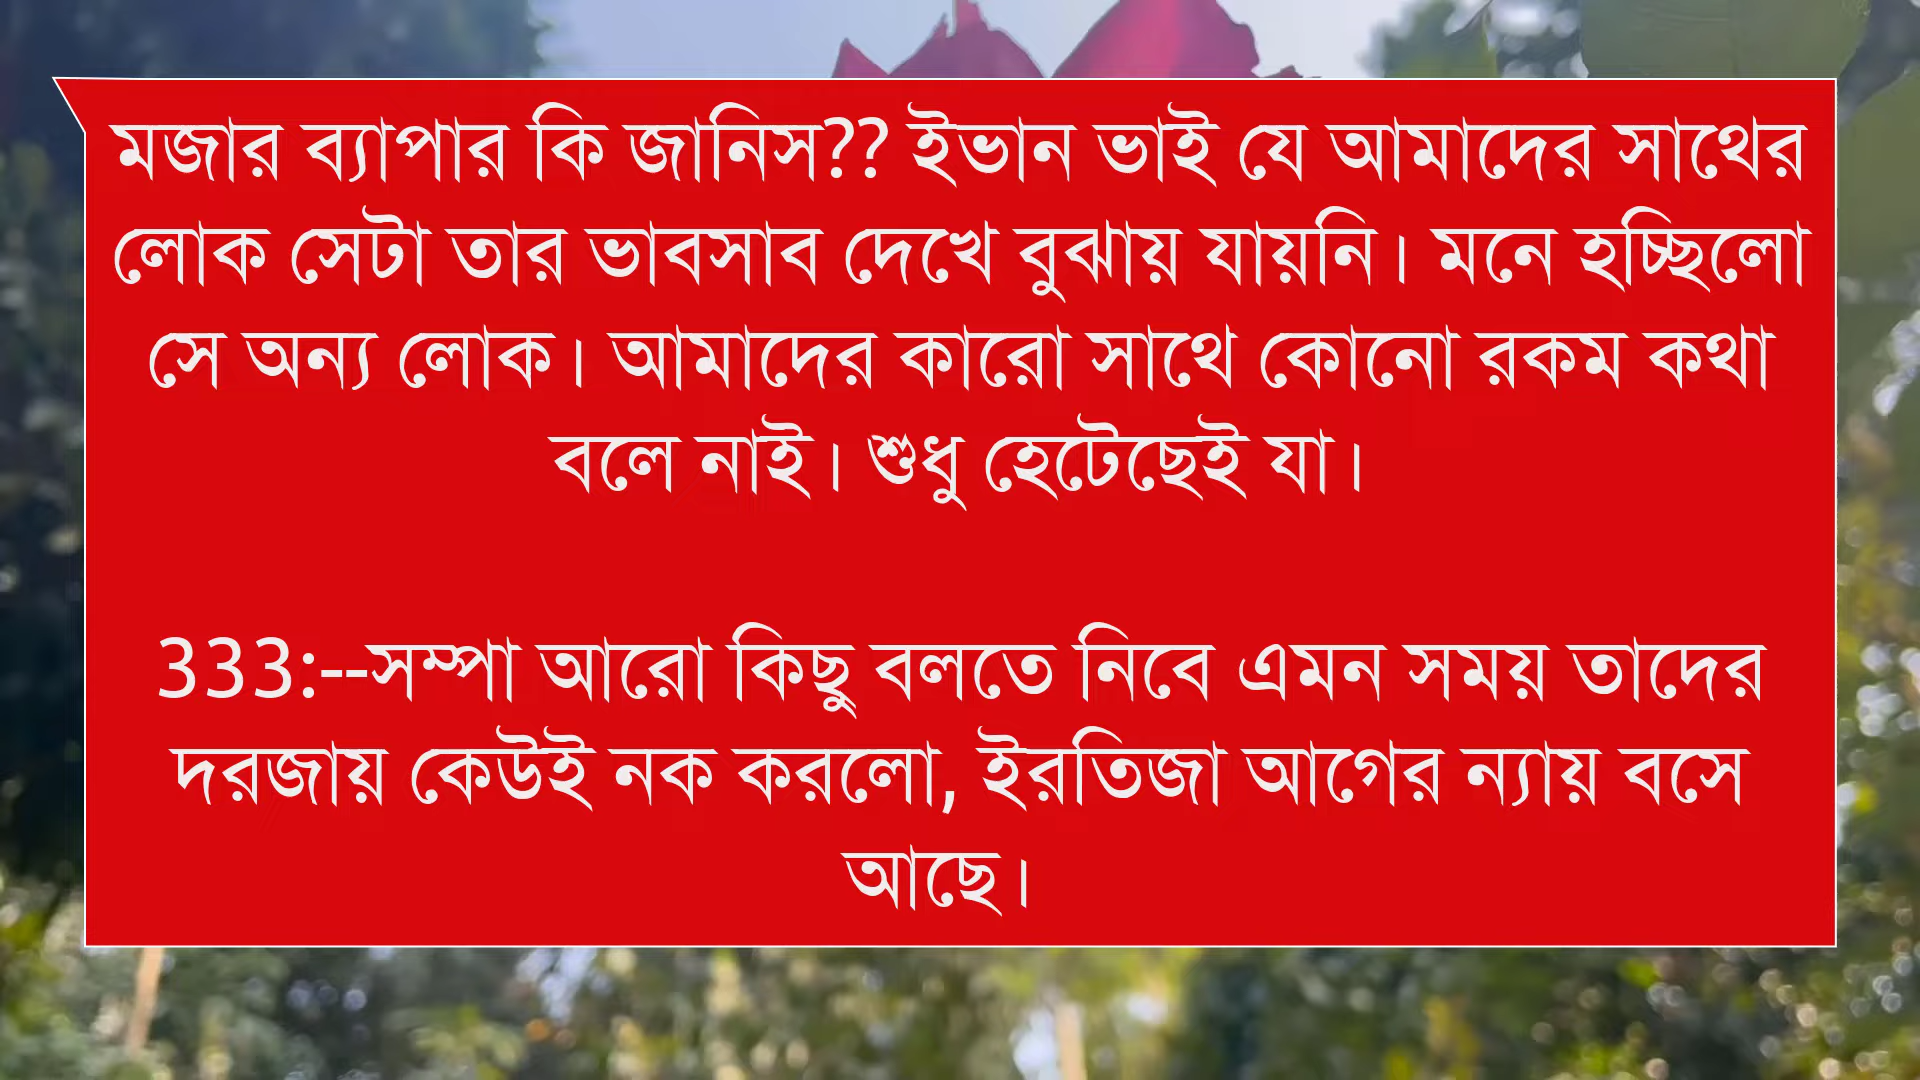 মজার ব্যাপার কি জানিস?? ইভান ভাই যে আমাদের সাথের
লোক সেটা তার ভাবসাব দেখে বুঝায় যায়নি। মনে হচ্ছিলো
সে অন্য লোক। আমাদের কারো সাথে কোনো রকম কথা
বলে নাই। শুধু হেটেছেই যা।
333:--সম্পা আরো কিছু বলতে নিবে এমন সময় তাদের
দরজায় কেউই নক করলো, ইরতিজা আগের ন্যায় বসে
আছে।